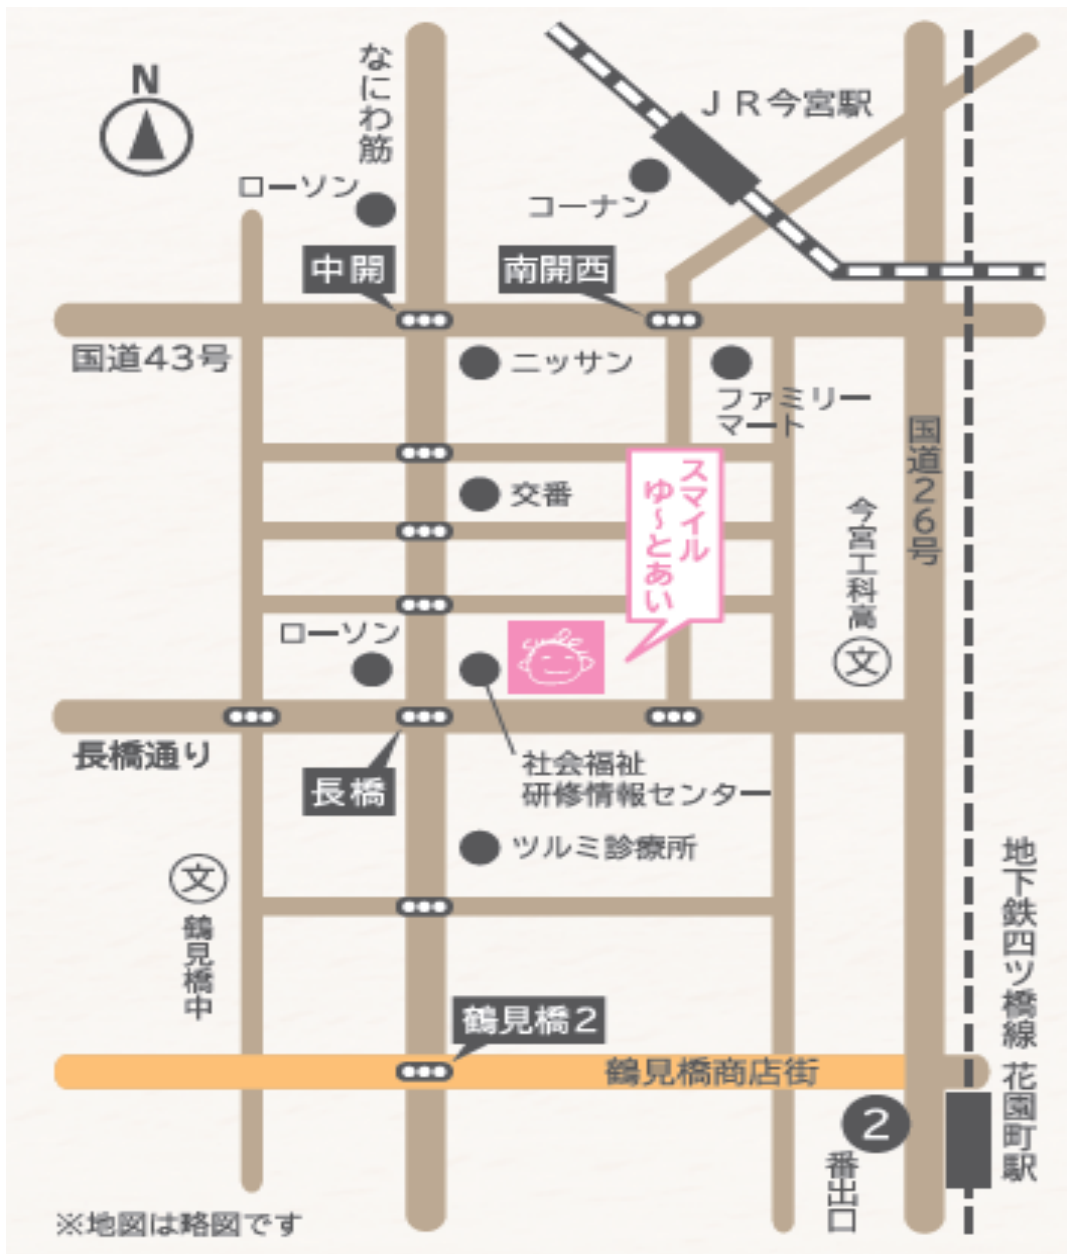 N
なにわ筋
JR今宮駅
ローソン
コーナン
中開
南開西
国道43号
ニッサン
ファミリー
マート
国道26号
スマイル
ゆ〜とあい
交番
今宮工科高
文
ローソン
smile
長橋通り
長橋
社会福祉
研修情報センター
ツルミ診療所
文
鶴見橋中
地下鉄四ツ橋線 花園町駅
鶴見橋2
鶴見橋商店街
2
番出口
※地図は略図です